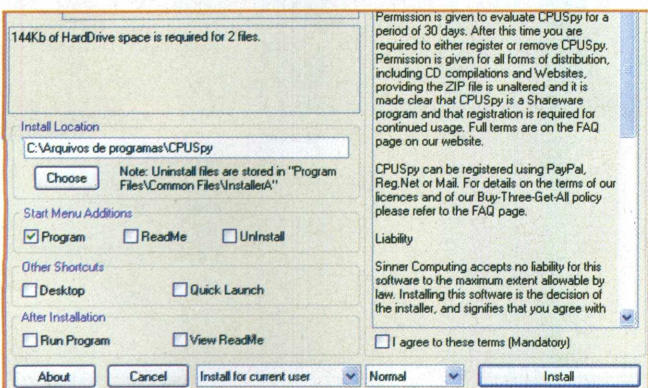 144Kb of HardDrive space is required for 2 files.
Install Location
C:\Arquivos de programas\CPUSpy
Choose
Note: Uninstall files are stored in "Program
Files\Common Files\InstallerA"
Start Menu Additions
Program
ReadMe
UnInstall
Other Shortcuts
Desktop
Quick Launch
After Installation
Run Program
View ReadMe
About
Cancel
Install for current user
Permission is given to evaluate CPUSpy for a
period of 30 days. After this time you are
required to either register or remove CPUSpy.
Permission is given for all forms of distribution,
including CD compilations and Websites,
providing the ZIP file is unaltered and it is
made clear that CPUSpy is a Shareware
program and that registration is required for
continued usage. Full terms are on the FAQ
page on our website.
CPUSpy can be registered using PayPal,
Reg.Net or Mail. For details on the terms of our
licences and of our Buy-Three-Get-All policy
please refer to the FAQ page.
Liability
Sinner Computing accepts no liability for this
software to the maximum extent allowable by
law. Installing this software is the decision of
the installer, and signifies that you agree with
I agree to these terms (Mandatory)
Normal
Install